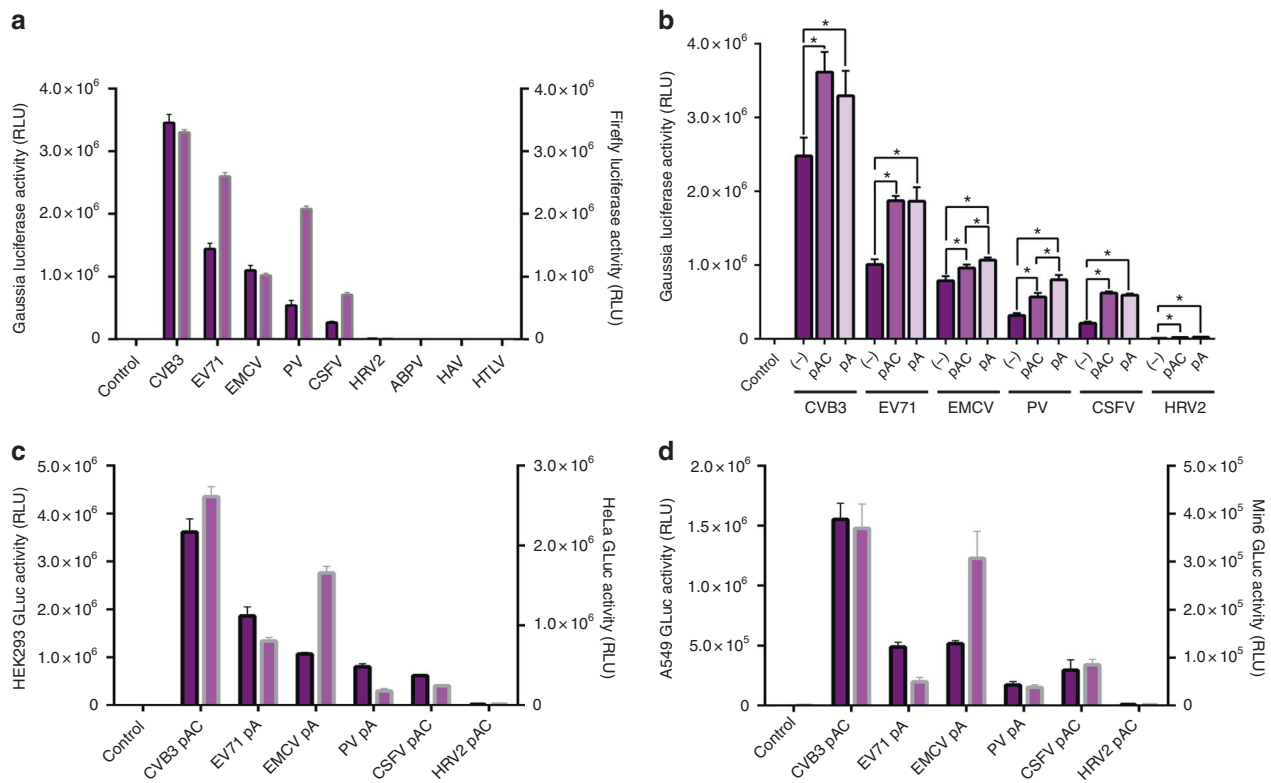 a
Gaussia luciferase activity (RLU)
4.0 × 10⁶
3.0 × 10⁶
2.0 × 10⁶
1.0 × 10⁶
0
4.0 × 10⁶
3.0 × 10⁶
2.0 × 10⁶
1.0 × 10⁶
0
Firefly luciferase activity (RLU)
Control
CVB3
EV71
EMCV
PV
CSFV
HRV2
ABPV
HAV
HTLV
b
Gaussia luciferase activity (RLU)
4.0 × 10⁶
3.0 × 10⁶
2.0 × 10⁶
1.0 × 10⁶
0
* * * * * * * * * * * * * *
Control
(−) pAC pA (−) pAC pA (−) pAC pA (−) pAC pA (−) pAC pA (−) pAC pA
CVB3 EV71 EMCV PV CSFV HRV2
c
HEK293 GLuc activity (RLU)
5.0 × 10⁶
4.0 × 10⁶
3.0 × 10⁶
2.0 × 10⁶
1.0 × 10⁶
0
3.0 × 10⁶
2.0 × 10⁶
1.0 × 10⁶
0
HeLa GLuc activity (RLU)
Control
CVB3 pAC
EV71 pA
EMCV pA
PV pA
CSFV pAC
HRV2 pAC
d
A549 GLuc activity (RLU)
2.0 × 10⁶
1.5 × 10⁶
1.0 × 10⁶
5.0 × 10⁵
0
5.0 × 10⁵
4.0 × 10⁵
3.0 × 10⁵
2.0 × 10⁵
1.0 × 10⁵
0
Min6 GLuc activity (RLU)
Control
CVB3 pAC
EV71 pA
EMCV pA
PV pA
CSFV pAC
HRV2 pAC